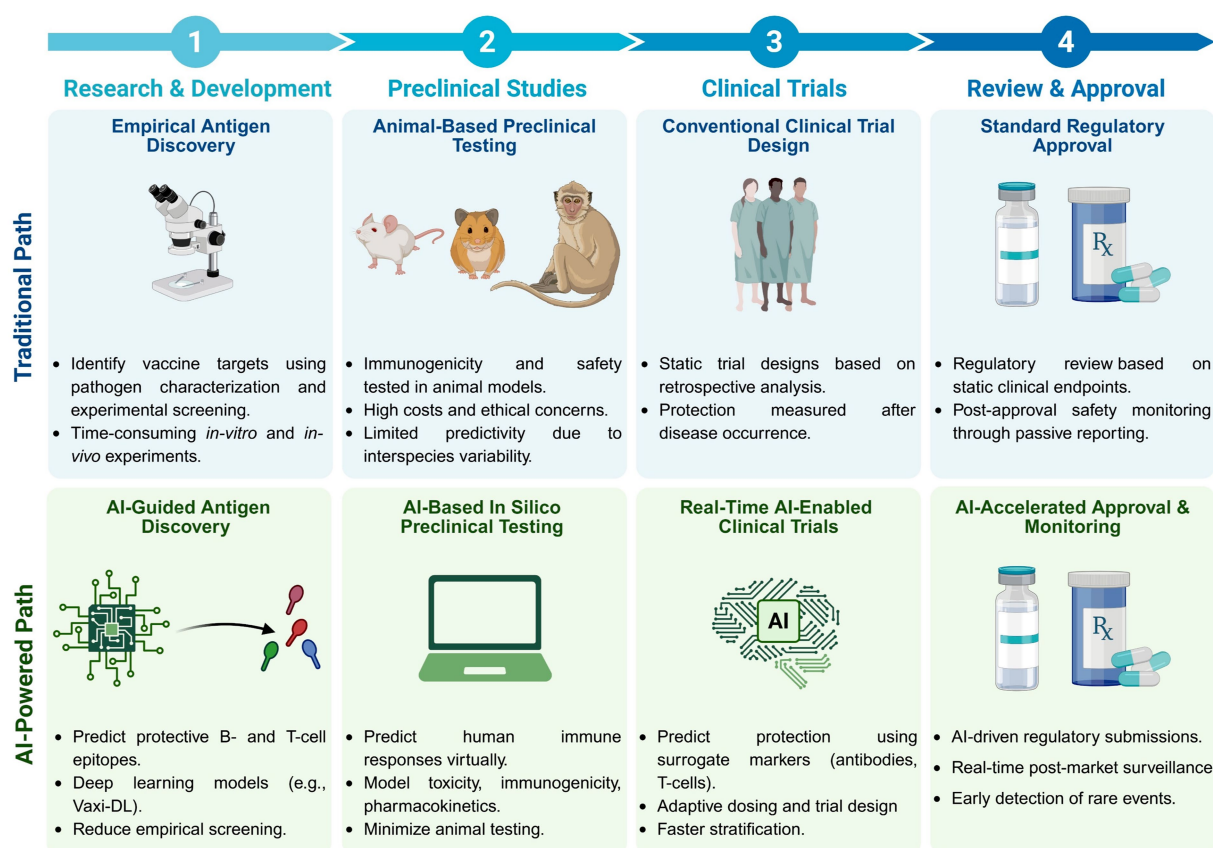 1
2
3
4
Research & Development
Preclinical Studies
Clinical Trials
Review & Approval
Traditional Path
Empirical Antigen
Discovery
• Identify vaccine targets using
pathogen characterization and
experimental screening.
• Time-consuming in-vitro and in-
vivo experiments.
Animal-Based Preclinical
Testing
• Immunogenicity and safety
tested in animal models.
• High costs and ethical concerns.
• Limited predictivity due to
interspecies variability.
Conventional Clinical Trial
Design
• Static trial designs based on
retrospective analysis.
• Protection measured after
disease occurrence.
Standard Regulatory
Approval
Rx
• Regulatory review based on
static clinical endpoints.
• Post-approval safety monitoring
through passive reporting.
AI-Powered Path
AI-Guided Antigen
Discovery
• Predict protective B- and T-cell
epitopes.
• Deep learning models (e.g.,
Vaxi-DL).
• Reduce empirical screening.
AI-Based In Silico
Preclinical Testing
• Predict human immune
responses virtually.
• Model toxicity, immunogenicity,
pharmacokinetics.
• Minimize animal testing.
Real-Time AI-Enabled
Clinical Trials
AI
• Predict protection using
surrogate markers (antibodies,
T-cells).
• Adaptive dosing and trial design
• Faster stratification.
AI-Accelerated Approval &
Monitoring
Rx
• AI-driven regulatory submissions.
• Real-time post-market surveillance
• Early detection of rare events.